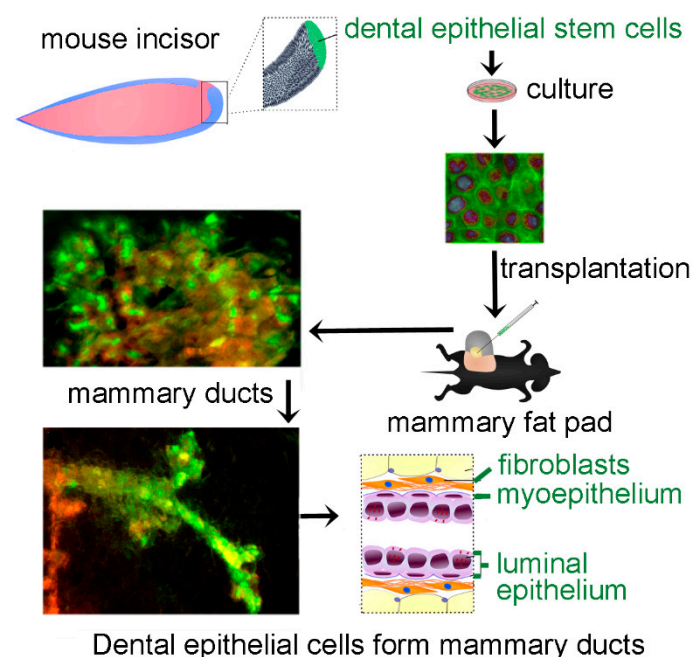 mouse incisor
dental epithelial stem cells
culture
transplantation
mammary fat pad
mammary ducts
fibroblasts
myoepithelium
luminal
epithelium
Dental epithelial cells form mammary ducts